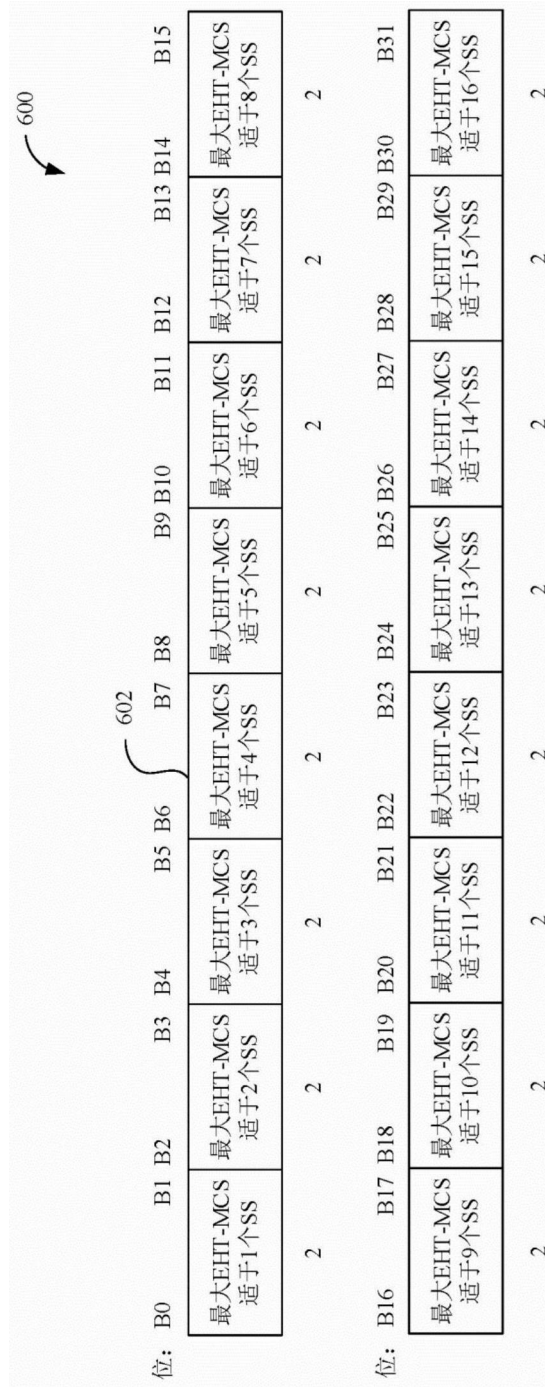 600
602
位： B0 B1 B2 B3 B4 B5 B6 B7 B8 B9 B10 B11 B12 B13 B14 B15
最大EHT-MCS 最大EHT-MCS 最大EHT-MCS 最大EHT-MCS 最大EHT-MCS 最大EHT-MCS 最大EHT-MCS 最大EHT-MCS
适于1个SS 适于2个SS 适于3个SS 适于4个SS 适于5个SS 适于6个SS 适于7个SS 适于8个SS
2 2 2 2 2 2 2 2
位： B16 B17 B18 B19 B20 B21 B22 B23 B24 B25 B26 B27 B28 B29 B30 B31
最大EHT-MCS 最大EHT-MCS 最大EHT-MCS 最大EHT-MCS 最大EHT-MCS 最大EHT-MCS 最大EHT-MCS 最大EHT-MCS
适于9个SS 适于10个SS 适于11个SS 适于12个SS 适于13个SS 适于14个SS 适于15个SS 适于16个SS
2 2 2 2 2 2 2 2